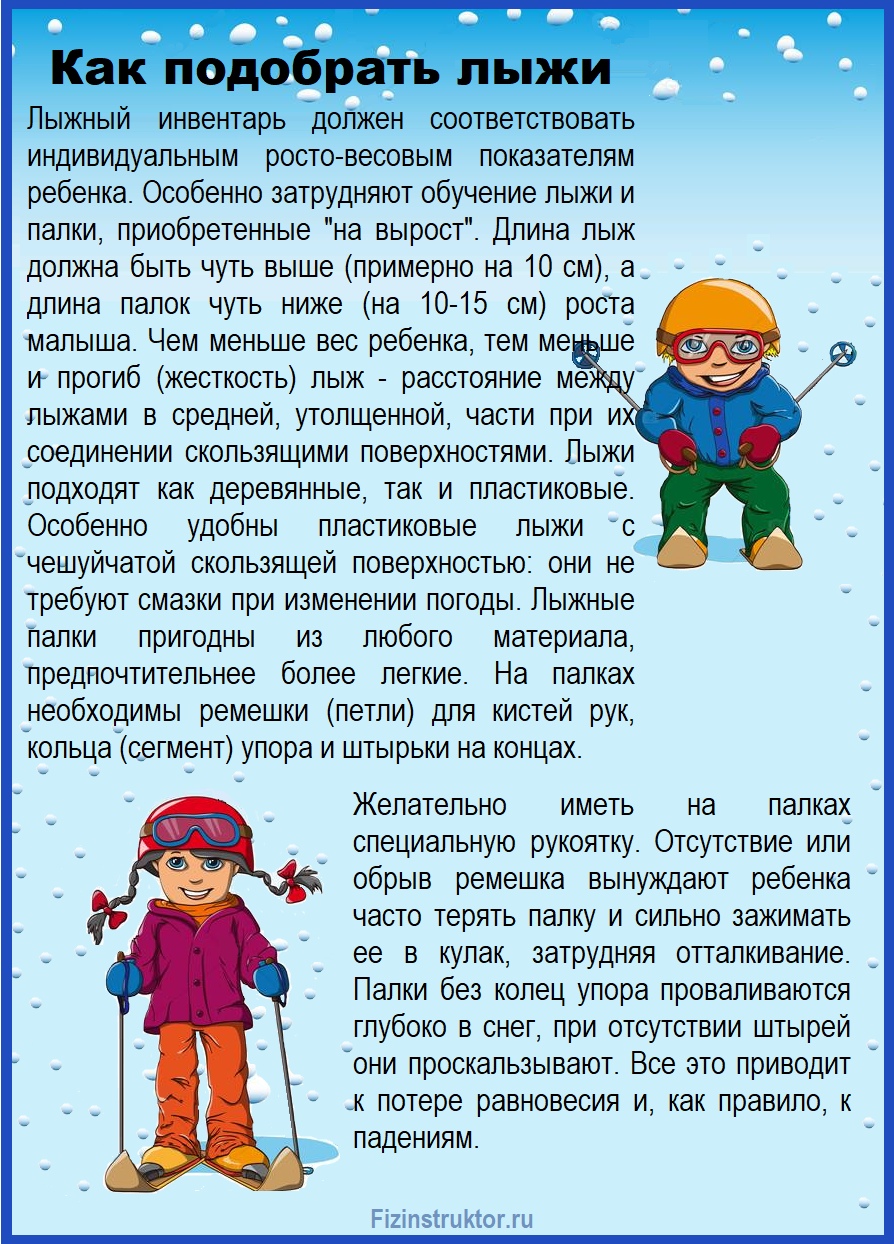 Как подобрать лыжи
Лыжный инвентарь должен соответствовать
индивидуальным росто-весовым показателям
ребенка. Особенно затрудняют обучение лыжи и
палки, приобретенные "на вырост". Длина лыж
должна быть чуть выше (примерно на 10 см), а
длина палок чуть ниже (на 10-15 см) роста
малыша. Чем меньше вес ребенка, тем меньше
и прогиб (жесткость) лыж - расстояние между
лыжами в средней, утолщенной, части при их
соединении скользящими поверхностями. Лыжи
подходят как деревянные, так и пластиковые.
Особенно удобны пластиковые лыжи с
чешуйчатой скользящей поверхностью: они не
требуют смазки при изменении погоды. Лыжные
палки пригодны из любого материала,
предпочтительнее более легкие. На палках
необходимы ремешки (петли) для кистей рук,
кольца (сегмент) упора и штырьки на концах.
Желательно иметь на палках
специальную рукоятку. Отсутствие или
обрыв ремешка вынуждают ребенка
часто терять палку и сильно зажимать
ее в кулак, затрудняя отталкивание.
Палки без колец упора проваливаются
глубоко в снег, при отсутствии штырей
они проскальзывают. Все это приводит
к потере равновесия и, как правило, к
падениям.
Fizinstruktor.ru